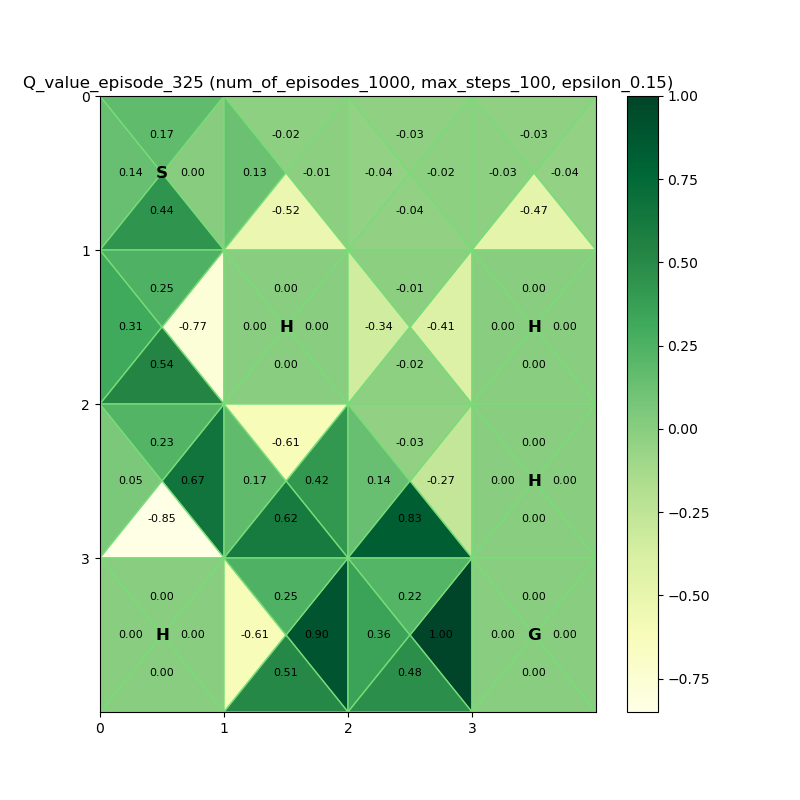 Q_value_episode_325 (num_of_episodes_1000, max_steps_100, epsilon_0.15)
0
1.00
0.17 -0.02 -0.03 -0.03
0.14 S 0.00 0.13 -0.01 -0.04 -0.02 -0.03 -0.04
0.75
0.44 -0.52 -0.04 -0.47
1
0.50
0.25 0.00 -0.01 0.00
0.31 -0.77 0.00 H 0.00 -0.34 -0.41 0.00 H 0.00
0.25
0.54 0.00 -0.02 0.00
2
0.00
0.23 -0.61 -0.03 0.00
0.05 0.67 0.17 0.42 0.14 -0.27 0.00 H 0.00
-0.25
-0.85 0.62 0.83 0.00
3
-0.50
0.00 0.25 0.22 0.00
0.00 H 0.00 -0.61 0.90 0.36 1.00 0.00 G 0.00
0.00 0.51 0.48 0.00
-0.75
0 1 2 3